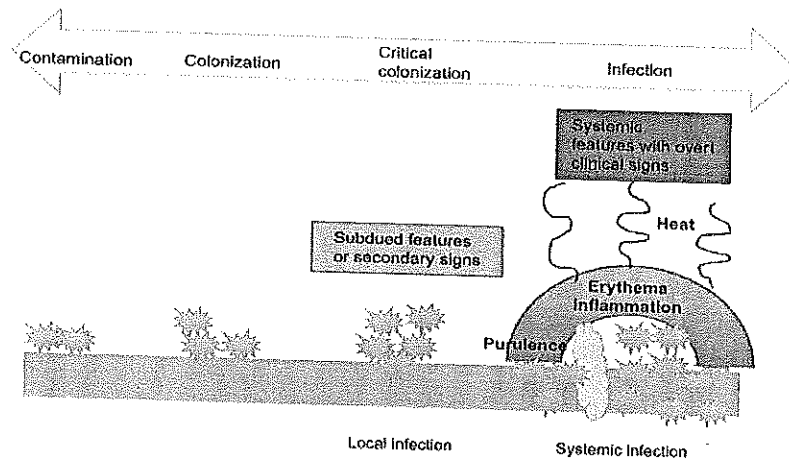 Contamination
Colonization
Critical
colonization
Infection
Systemic
features with overt
clinical signs
Heat
Subdued features
or secondary signs
Erythema
Inflammation
Purulence
Local Infection
Systemic Infection